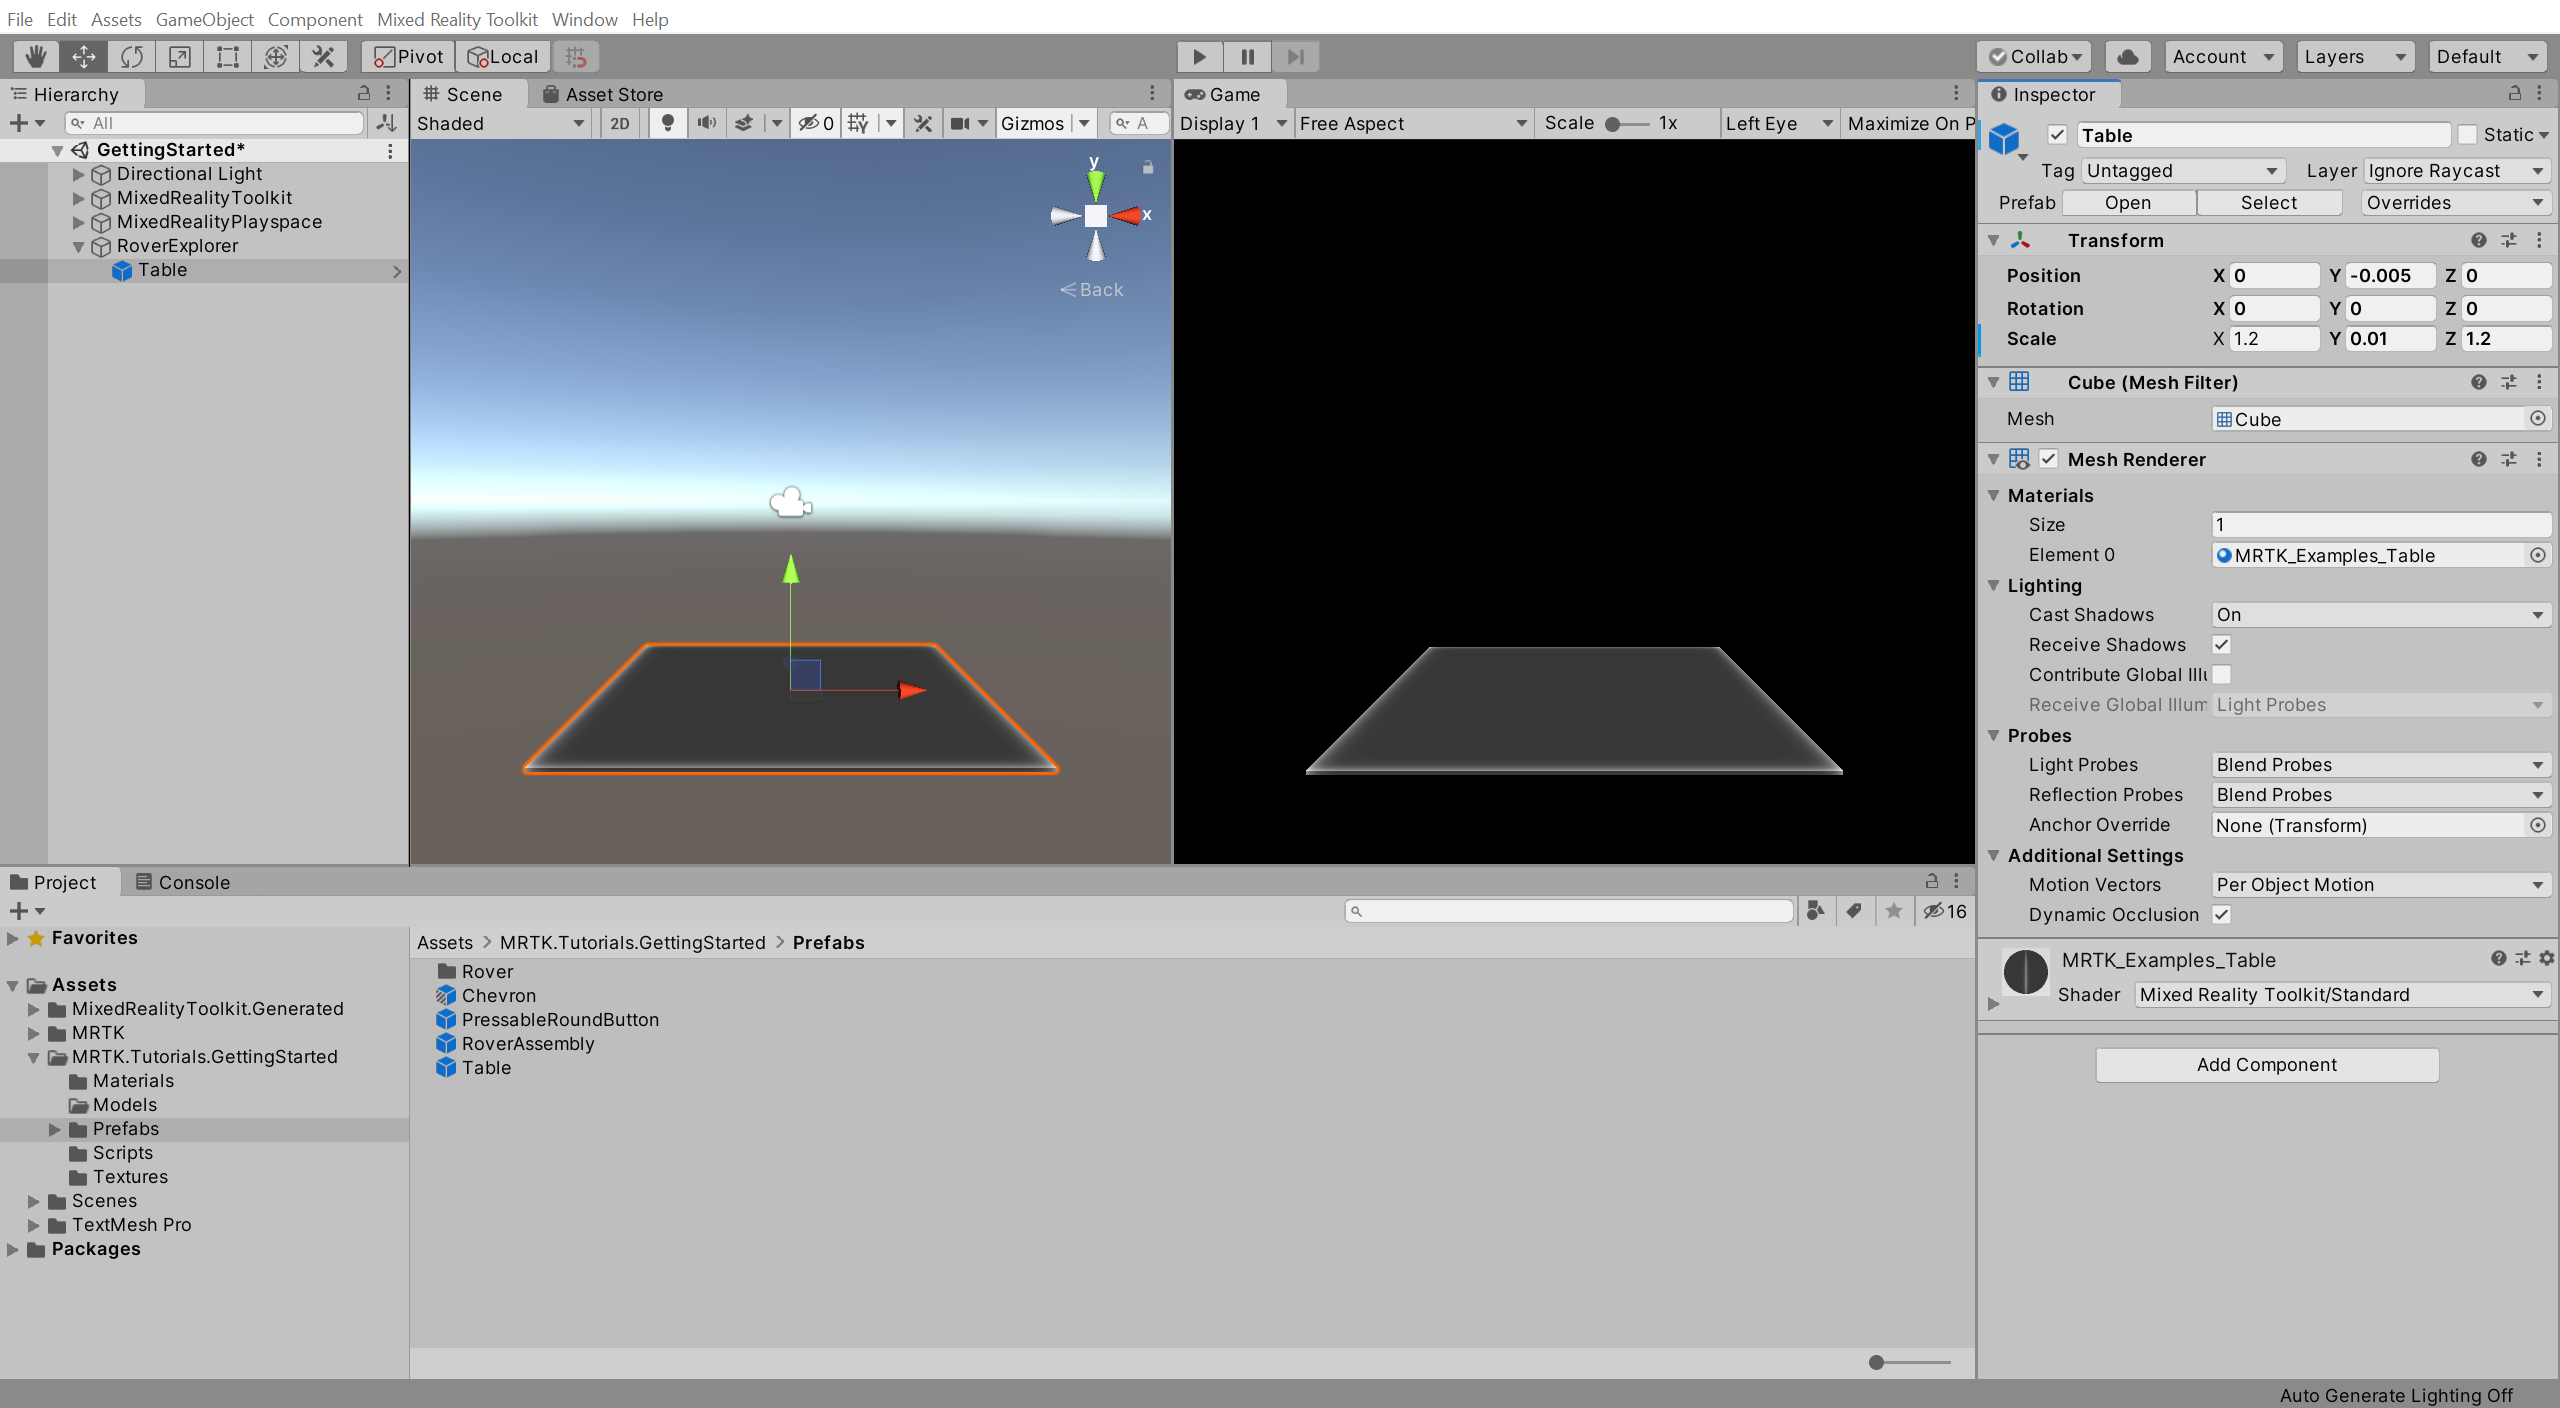 File Edit Assets GameObject Component Mixed Reality Toolkit Window Help
Pivot Local
Collab Account Layers Default
Hierarchy
All
GettingStarted*
Directional Light
MixedRealityToolkit
MixedRealityPlayspace
RoverExplorer
Table
Scene Asset Store
Shaded 2D 0 Gizmos A
y
x
Back
Game
Display 1 Free Aspect Scale 1x Left Eye Maximize On P
Inspector
Table Static
Tag Untagged Layer Ignore Raycast
Prefab Open Select Overrides
Transform
Position X 0 Y -0.005 Z 0
Rotation X 0 Y 0 Z 0
Scale X 1.2 Y 0.01 Z 1.2
Cube (Mesh Filter)
Mesh Cube
Mesh Renderer
Materials
Size 1
Element 0 MRTK_Examples_Table
Lighting
Cast Shadows On
Receive Shadows
Contribute Global Illu
Receive Global Illum Light Probes
Probes
Light Probes Blend Probes
Reflection Probes Blend Probes
Anchor Override None (Transform)
Additional Settings
Motion Vectors Per Object Motion
Dynamic Occlusion
MRTK_Examples_Table
Shader Mixed Reality Toolkit/Standard
Add Component
Project Console
16
Favorites
Assets
MixedRealityToolkit.Generated
MRTK
MRTK.Tutorials.GettingStarted
Materials
Models
Prefabs
Scripts
Textures
Scenes
TextMesh Pro
Packages
Assets > MRTK.Tutorials.GettingStarted > Prefabs
Rover
Chevron
PressableRoundButton
RoverAssembly
Table
Auto Generate Lighting Off